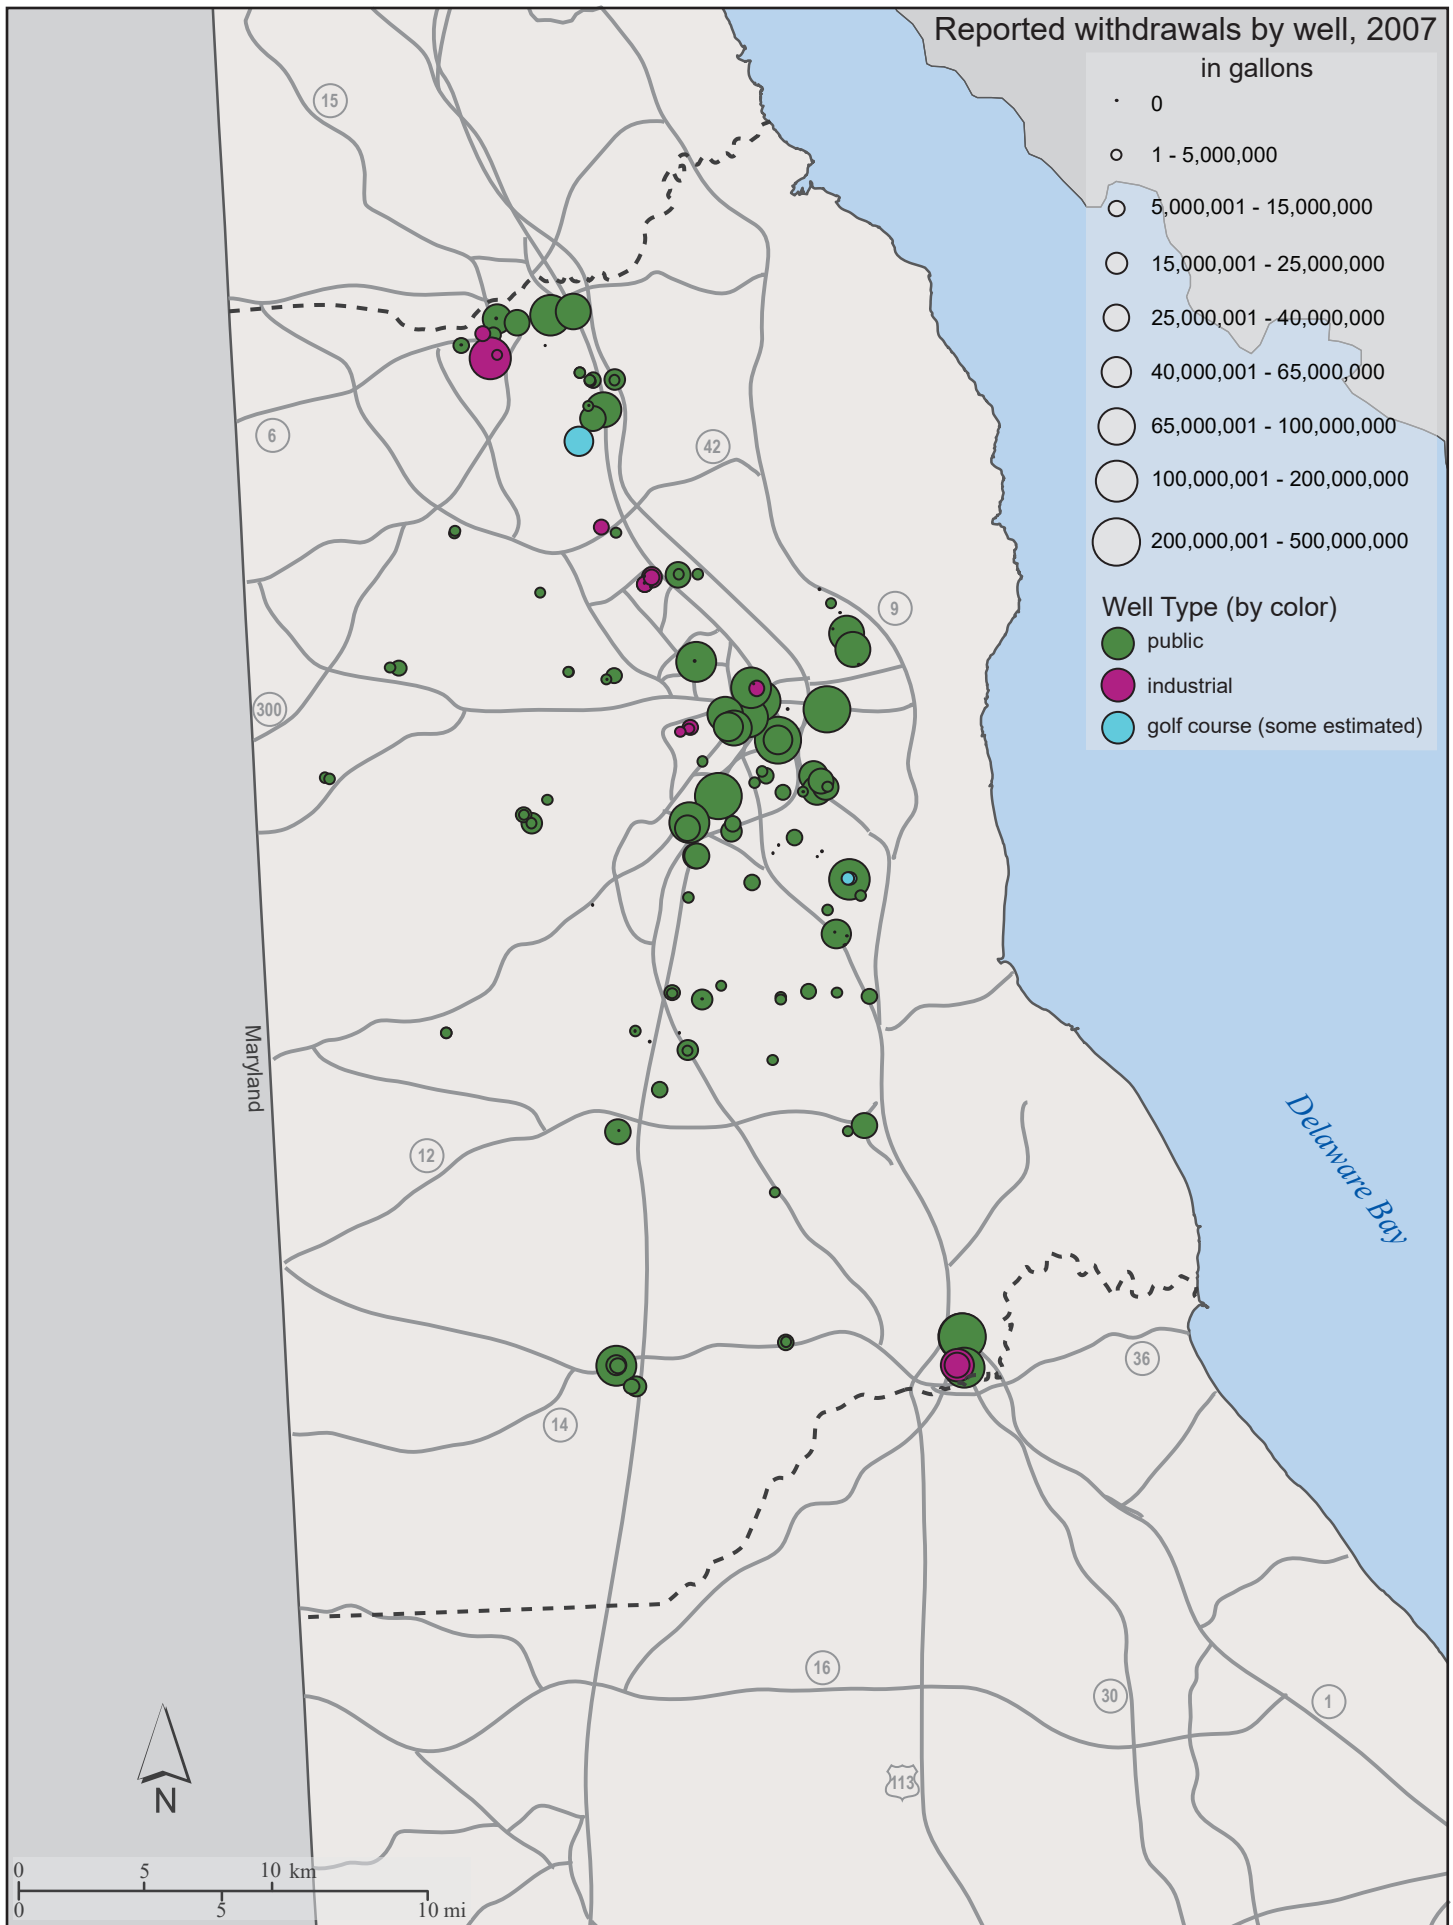 Reported withdrawals by well, 2007
in gallons
0
1 - 5,000,000
5,000,001 - 15,000,000
15,000,001 - 25,000,000
25,000,001 - 40,000,000
40,000,001 - 65,000,000
65,000,001 - 100,000,000
100,000,001 - 200,000,000
200,000,001 - 500,000,000
Well Type (by color)
public
industrial
golf course (some estimated)
15
6
42
9
300
Maryland
Delaware Bay
12
36
14
16
30
1
113
N
0 5 10 km
0 5 10 mi